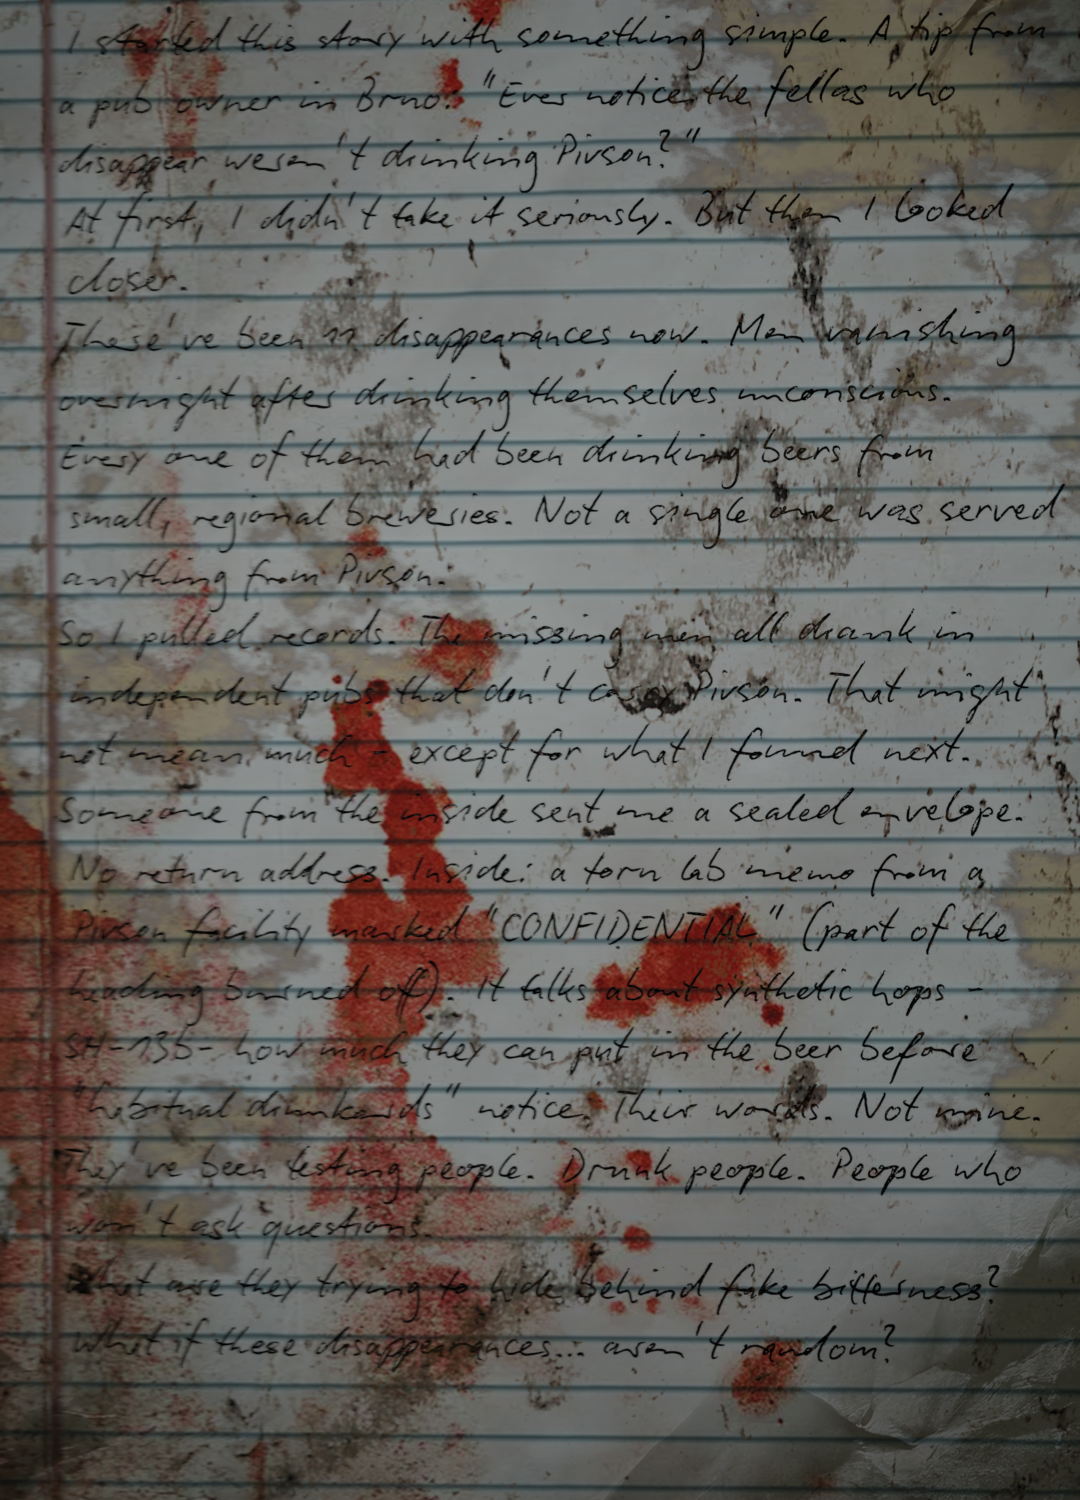 I started this story with something simple. A tip from
a pub owner in Brno: "Ever notice the fellas who
disappear weren't drinking Pivson?"
At first, I didn't take it seriously. But then I looked
closer.
There've been 11 disappearances now. Men vanishing
overnight after drinking themselves unconscious.
Every one of them had been drinking beers from
small, regional breweries. Not a single one was served
anything from Pivson.
So I pulled records. The missing men all drank in
independent pubs that don't carry Pivson. That might
not mean much - except for what I found next.
Someone from the inside sent me a sealed envelope.
No return address. Inside: a torn lab memo from a
Pivson facility marked "CONFIDENTIAL" (part of the
heading burned off). It talks about synthetic hops -
SH-13b- how much they can put in the beer before
"habitual drunkards" notice. Their words. Not mine.
They've been testing people. Drunk people. People who
won't ask questions.
What are they trying to hide behind fake bitterness?
What if these disappearances... aren't random?